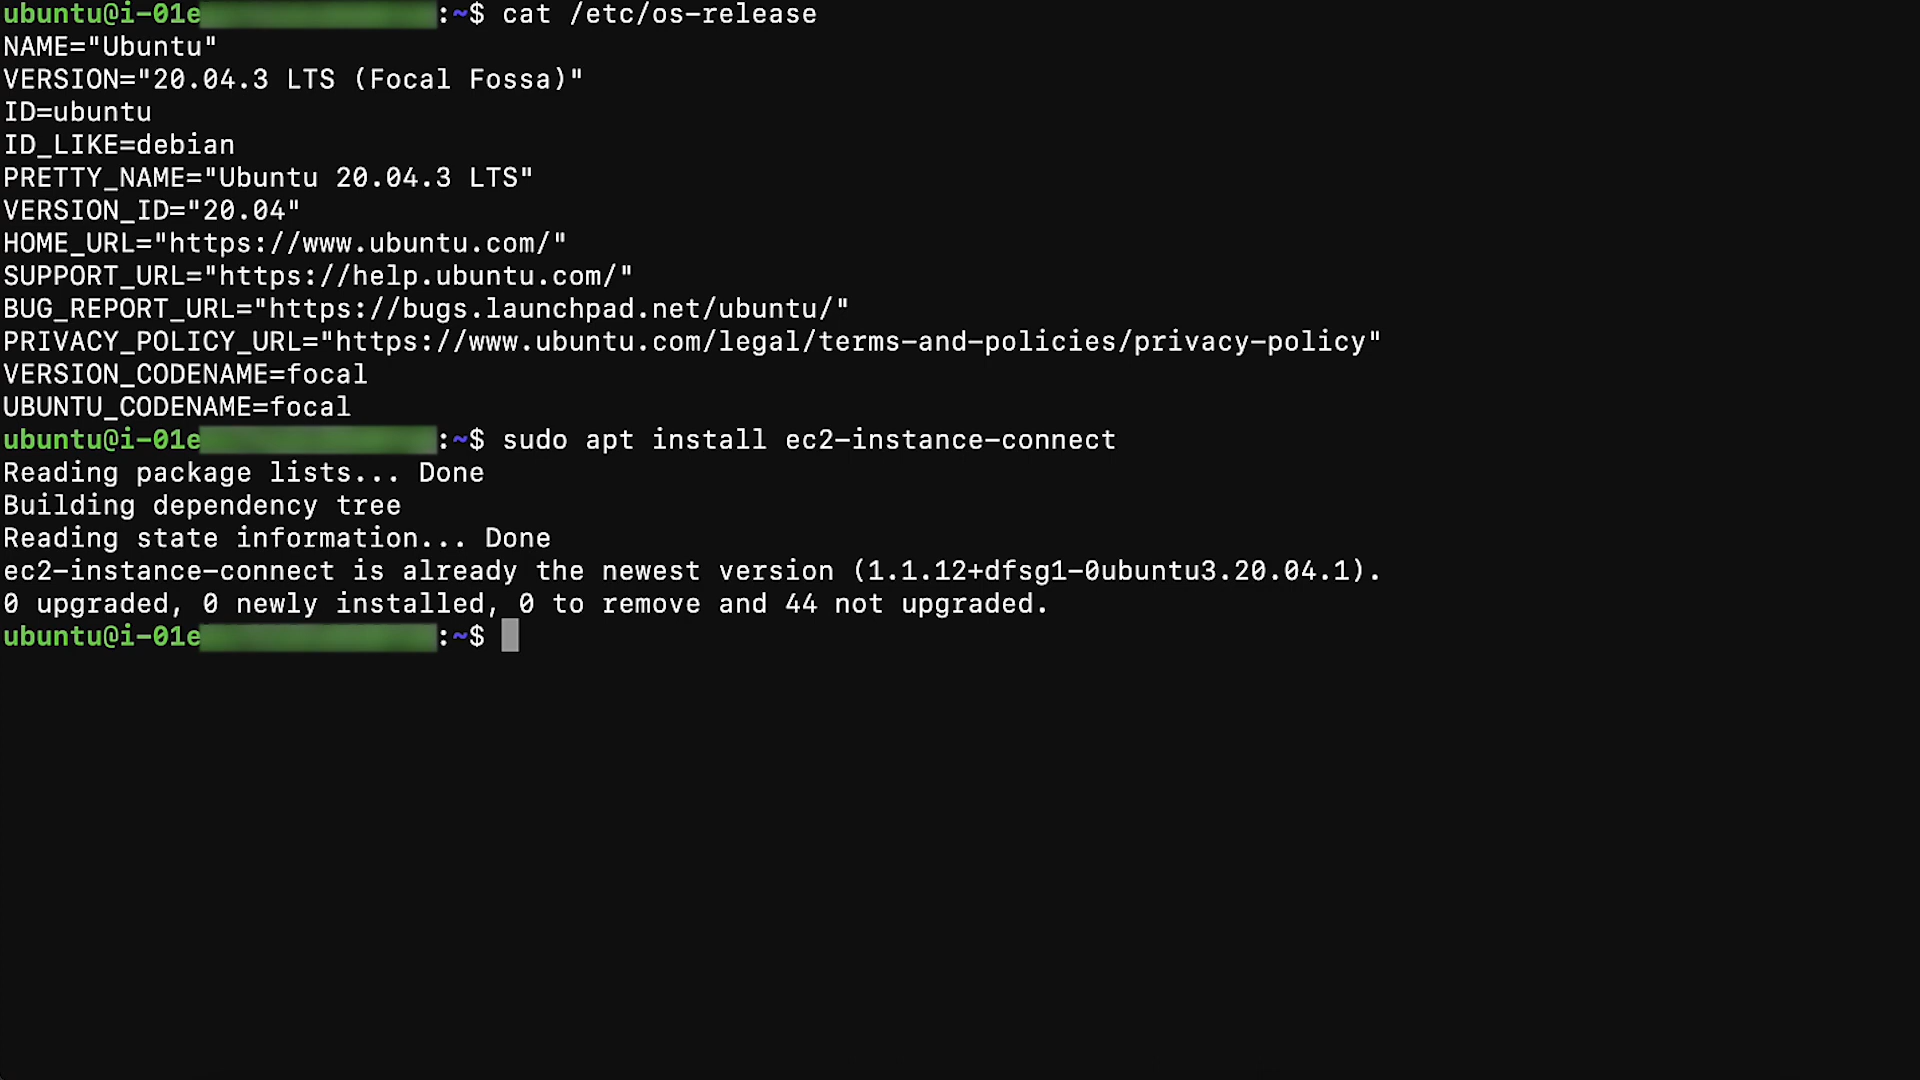 ubuntu@i-01e :~$ cat /etc/os-release
NAME="Ubuntu"
VERSION="20.04.3 LTS (Focal Fossa)"
ID=ubuntu
ID_LIKE=debian
PRETTY_NAME="Ubuntu 20.04.3 LTS"
VERSION_ID="20.04"
HOME_URL="https://www.ubuntu.com/"
SUPPORT_URL="https://help.ubuntu.com/"
BUG_REPORT_URL="https://bugs.launchpad.net/ubuntu/"
PRIVACY_POLICY_URL="https://www.ubuntu.com/legal/terms-and-policies/privacy-policy"
VERSION_CODENAME=focal
UBUNTU_CODENAME=focal
ubuntu@i-01e :~$ sudo apt install ec2-instance-connect
Reading package lists... Done
Building dependency tree
Reading state information... Done
ec2-instance-connect is already the newest version (1.1.12+dfsg1-0ubuntu3.20.04.1).
0 upgraded, 0 newly installed, 0 to remove and 44 not upgraded.
ubuntu@i-01e :~$